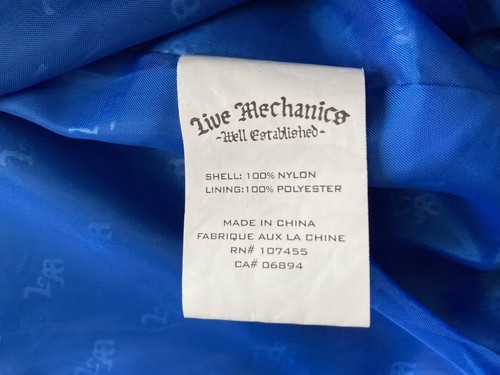 Live Mechanics
-Well Established-
SHELL: 100% NYLON
LINING:100% POLYESTER
MADE IN CHINA
FABRIQUE AUX LA CHINE
RN# 107455
CA# 06894